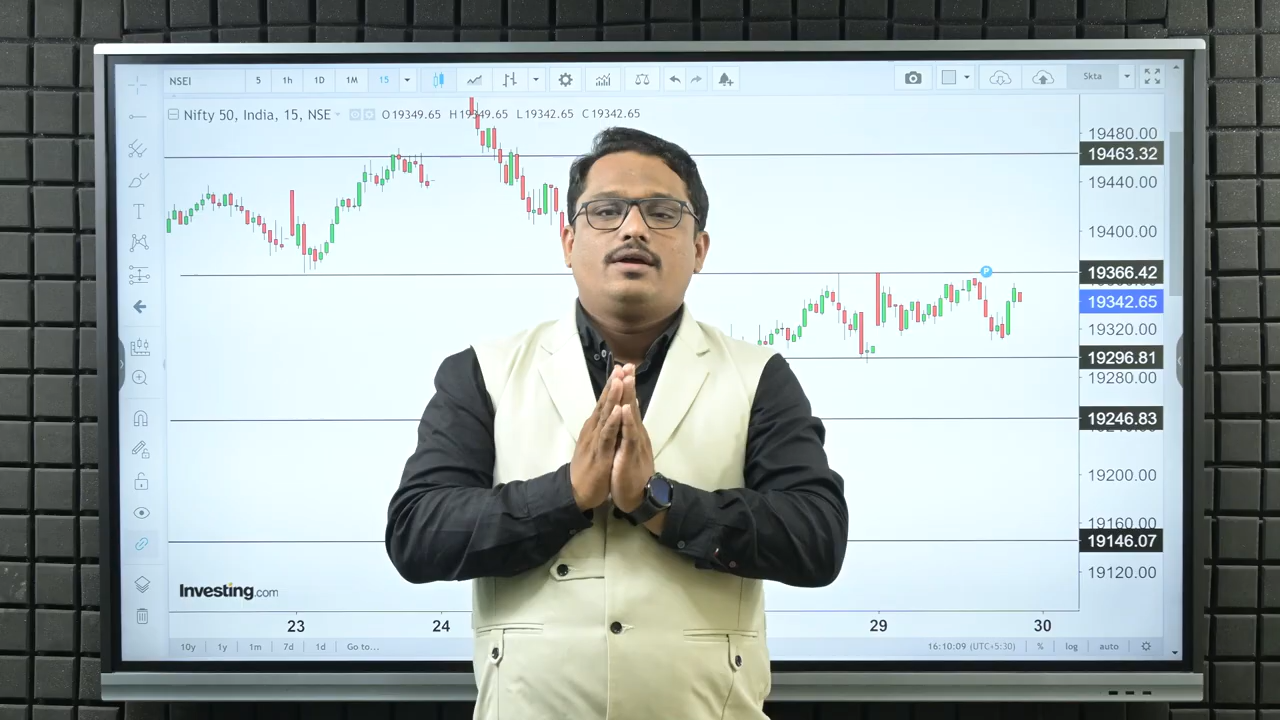 NSEI 5 1h 1D 1M 15 Skta
Nifty 50, India, 15, NSE O19349.65 H19349.65 L19342.65 C19342.65
19480.00
19463.32
19440.00
19400.00
19366.42
P
19342.65
19320.00
19296.81
19280.00
19246.83
19200.00
19160.00
19146.07
19120.00
Investing.com
23 24 29 30
10y 1y 1m 7d 1d Go to... 16:10:09 (UTC+5:30) % log auto